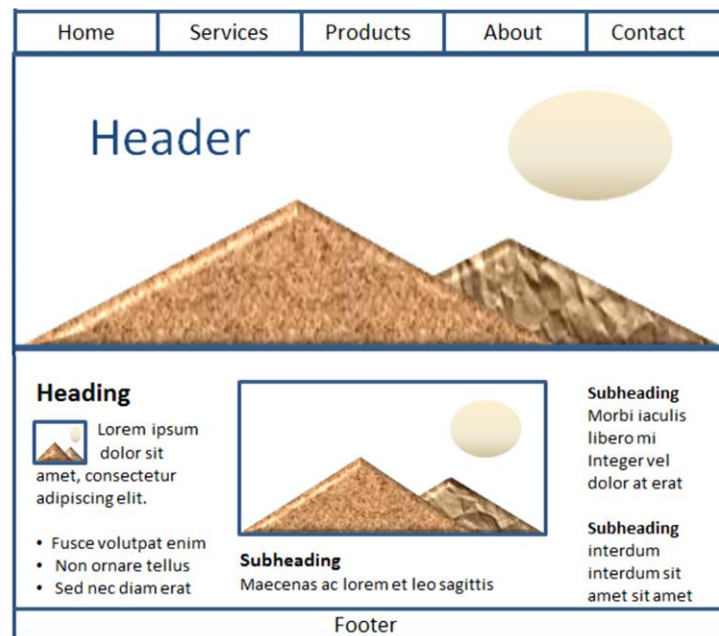 Home Services Products About Contact
Header
Heading
Lorem ipsum
dolor sit
amet, consectetur
adipiscing elit.
• Fusce volutpat enim
• Non ornare tellus
• Sed nec diam erat
Subheading
Maecenas ac lorem et leo sagittis
Subheading
Morbi iaculis
libero mi
Integer vel
dolor at erat
Subheading
interdum
interdum sit
amet sit amet
Footer